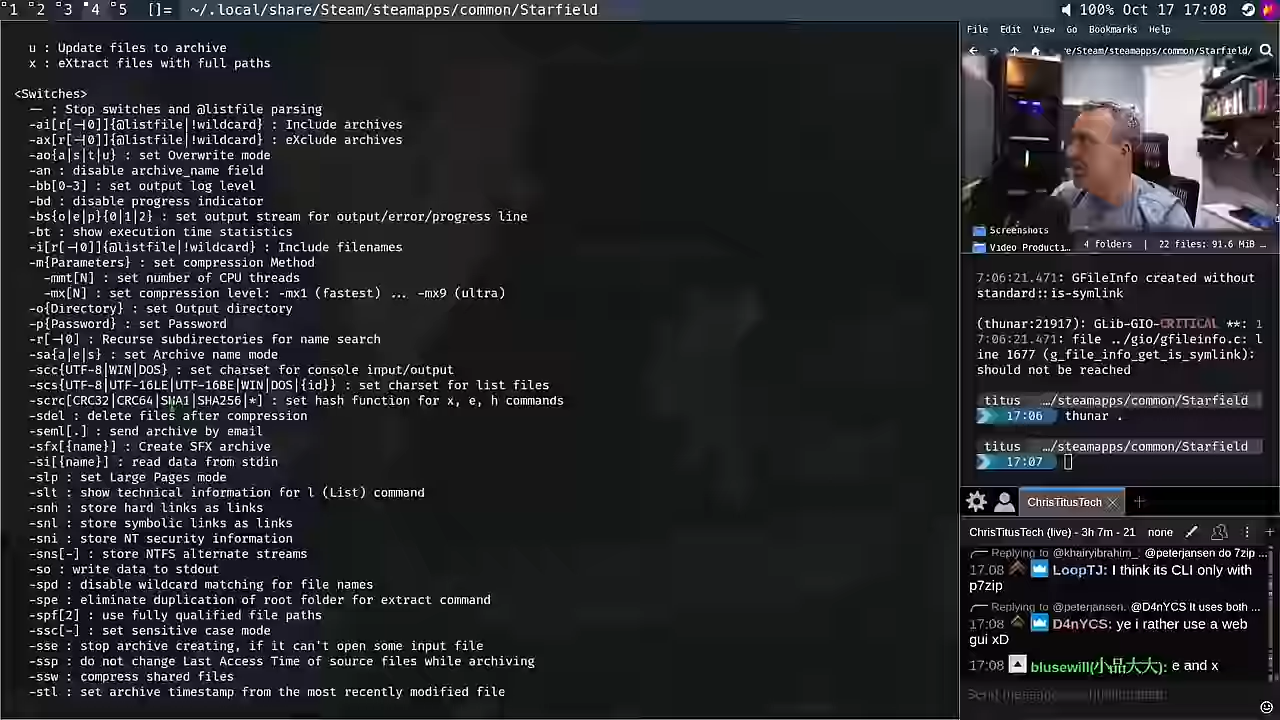 °1 °2 °3 "4 °5 []= ~/.local/share/Steam/steamapps/common/Starfield
100% Oct 17 17:08
u : Update files to archive
x : eXtract files with full paths
<Switches>
-- : Stop switches and @listfile parsing
-ai[r[-|0]]{@listfile|!wildcard} : Include archives
-ax[r[-|0]]{@listfile|!wildcard} : eXclude archives
-ao{a|s|t|u} : set Overwrite mode
-an : disable archive_name field
-bb[0-3] : set output log level
-bd : disable progress indicator
-bs{o|e|p}{0|1|2} : set output stream for output/error/progress line
-bt : show execution time statistics
-i[r[-|0]]{@listfile|!wildcard} : Include filenames
-m{Parameters} : set compression Method
-mmt[N] : set number of CPU threads
-mx[N] : set compression level: -mx1 (fastest) ... -mx9 (ultra)
-o{Directory} : set Output directory
-p{Password} : set Password
-r[-|0] : Recurse subdirectories for name search
-sa{a|e|s} : set Archive name mode
-scc{UTF-8|WIN|DOS} : set charset for console input/output
-scs{UTF-8|UTF-16LE|UTF-16BE|WIN|DOS|{id}} : set charset for list files
-scrc[CRC32|CRC64|SHA1|SHA256|*] : set hash function for x, e, h commands
-sdel : delete files after compression
-seml[.] : send archive by email
-sfx[{name}] : Create SFX archive
-si[{name}] : read data from stdin
-slp : set Large Pages mode
-slt : show technical information for l (List) command
-snh : store hard links as links
-snl : store symbolic links as links
-sni : store NT security information
-sns[-] : store NTFS alternate streams
-so : write data to stdout
-spd : disable wildcard matching for file names
-spe : eliminate duplication of root folder for extract command
-spf[2] : use fully qualified file paths
-ssc[-] : set sensitive case mode
-sse : stop archive creating, if it can't open some input file
-ssp : do not change Last Access Time of source files while archiving
-ssw : compress shared files
-stl : set archive timestamp from the most recently modified file
File Edit View Go Bookmarks Help
re/Steam/steamapps/common/Starfield/
Screenshots
Video Producti...
4 folders | 22 files: 91.6 MiB ...
7:06:21.471: GFileInfo created without
standard::is-symlink
(thunar:21917): GLib-GIO-CRITICAL **: 1
7:06:21.471: file ../gio/gfileinfo.c: l
ine 1677 (g_file_info_get_is_symlink):
should not be reached
titus …/steamapps/common/Starfield
17:06 thunar .
titus …/steamapps/common/Starfield
17:07
ChrisTitusTech
ChrisTitusTech (live) - 3h 7m - 21 none
Replying to @khairyibrahim_: @peterjansen do 7zip ...
17:08 LoopTJ: I think its CLI only with
p7zip
Replying to @peterjansen. @D4nYCS It uses both ...
17:08 D4nYCS: ye i rather use a web
gui xD
17:08 blusewill(小品大大): e and x